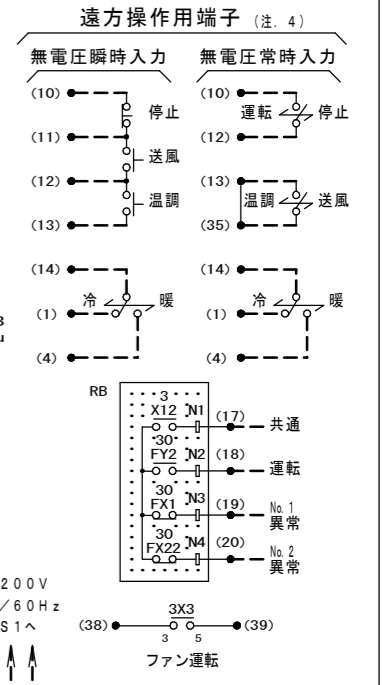 遠方操作用端子 (注.4)
無電圧瞬時入力 無電圧常時入力
(10) 停止 (10) 運転 停止
(11) 送風 (12)
(12) 温調 (13) 温調 送風
(13) (35)
(14) (14)
冷 暖 冷 暖
(1) (1)
(4) (4)
RB
3
X12 N1 (17) 共通
30
FY2 N2 (18) 運転
30
FX1 N3 (19) No.1 異常
30
FX22 N4 (20) No.2 異常
200V
/60Hz
S1へ
3X3
(38) 3 5 (39)
ファン運転